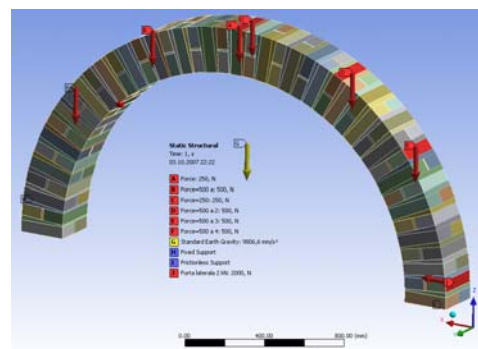 Static Structural
Time: 1, s
03.10.2007 22:22
A Force: 250, N
B Force=500 a: 500, N
C Force=250: 250, N
D Force=500 a 2: 500, N
E Force=500 a 3: 500, N
F Force=500 a 4: 500, N
G Standard Earth Gravity: 9806,6 mm/s²
H Fixed Support
I Frictionless Support
J Forta laterala 2 kN: 2000, N
0.00 400.00 800.00 (mm)